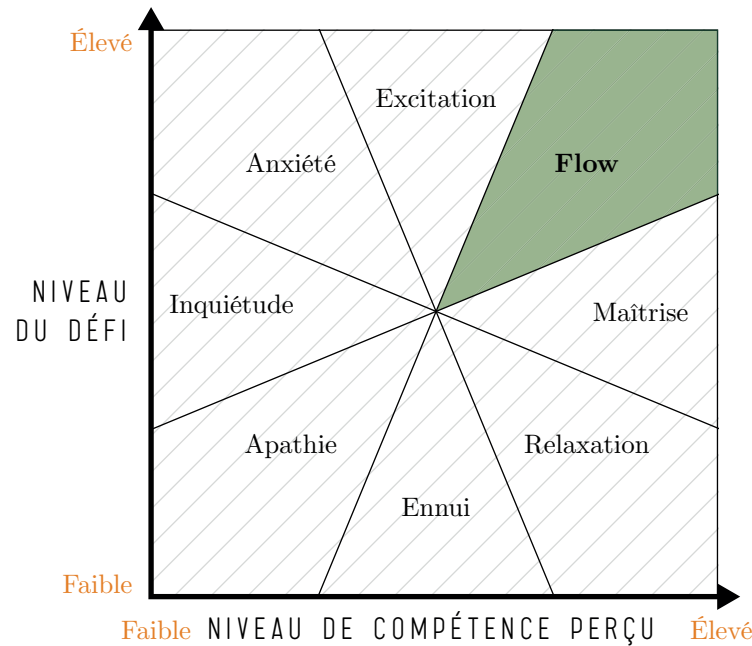 Élevé
Excitation
Anxiété
Flow
NIVEAU
DU DÉFI
Inquiétude
Maîtrise
Apathie
Relaxation
Ennui
Faible
Faible NIVEAU DE COMPÉTENCE PERÇU Élevé